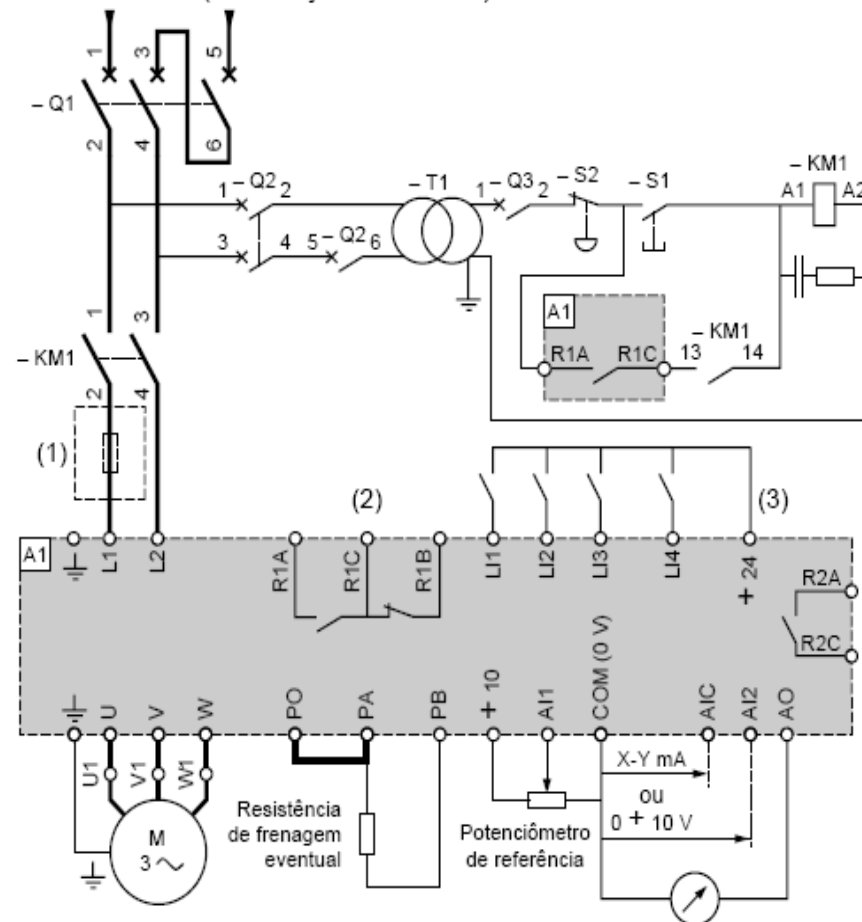 1
3
5
– Q1
2
4
6
1 – Q2 2
– T1
1 – Q3 2
– S2
– S1
– KM1
A1
A2
3
4
5 – Q2 6
A1
R1A
R1C
– KM1
13
14
1
3
– KM1
2
4
(1)
(2)
(3)
A1
L1
L2
R1A
R1C
R1B
LI1
LI2
LI3
LI4
+ 24
R2A
R2C
U
V
W
PO
PA
PB
+ 10
AI1
COM (0 V)
AIC
AI2
AO
U1
V1
W1
X-Y mA
ou
0 + 10 V
M
3 ~
Resistência
de frenagem
eventual
Potenciômetro
de referência